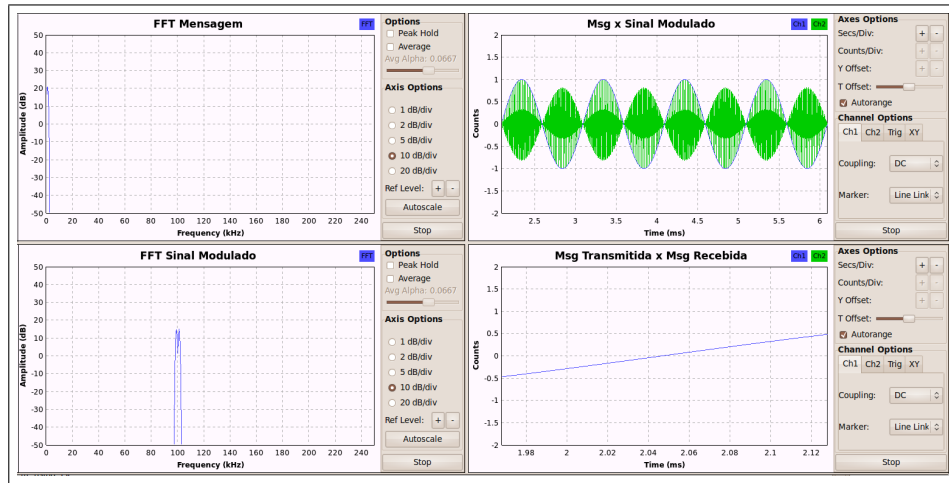 FFT Mensagem
FFT
Amplitude (dB)
50
40
30
20
10
0
-10
-20
-30
-40
-50
0 20 40 60 80 100 120 140 160 180 200 220 240
Frequency (kHz)
Options
Peak Hold
Average
Avg Alpha: 0.0667
Axis Options
1 dB/div
2 dB/div
5 dB/div
10 dB/div
20 dB/div
Ref Level: + -
Autoscale
Stop
Msg x Sinal Modulado
Ch1 Ch2
Counts
2
1.5
1
0.5
0
-0.5
-1
-1.5
-2
2.5 3 3.5 4 4.5 5 5.5 6
Time (ms)
Axes Options
Secs/Div: + -
Counts/Div: + -
Y Offset: + -
T Offset:
Autorange
Channel Options
Ch1 Ch2 Trig XY
Coupling: DC
Marker: Line Link
Stop
FFT Sinal Modulado
FFT
Amplitude (dB)
50
40
30
20
10
0
-10
-20
-30
-40
-50
0 20 40 60 80 100 120 140 160 180 200 220 240
Frequency (kHz)
Options
Peak Hold
Average
Avg Alpha: 0.0667
Axis Options
1 dB/div
2 dB/div
5 dB/div
10 dB/div
20 dB/div
Ref Level: + -
Autoscale
Stop
Msg Transmitida x Msg Recebida
Ch1 Ch2
Counts
2
1.5
1
0.5
0
-0.5
-1
-1.5
-2
1.98 2 2.02 2.04 2.06 2.08 2.1 2.12
Time (ms)
Axes Options
Secs/Div: + -
Counts/Div: + -
Y Offset: + -
T Offset:
Autorange
Channel Options
Ch1 Ch2 Trig XY
Coupling: DC
Marker: Line Link
Stop